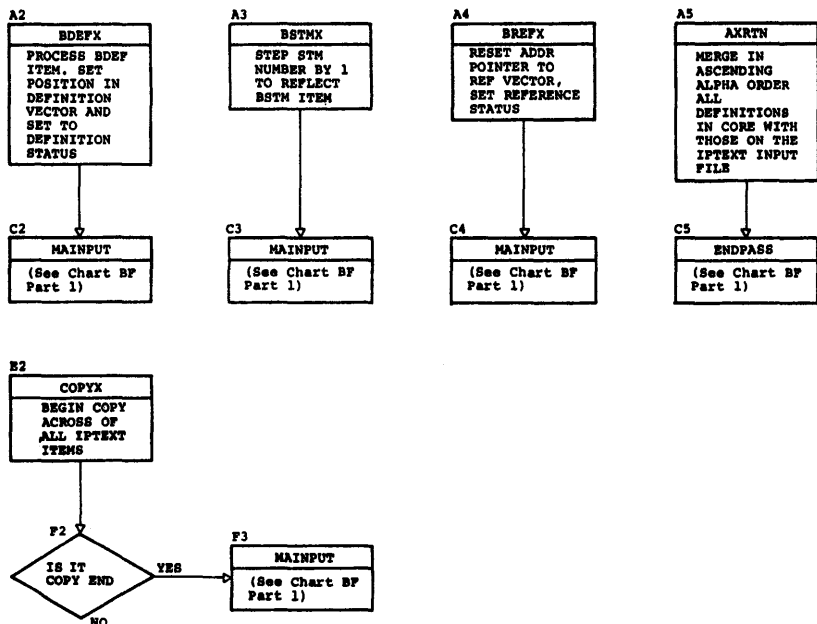 A2
BDEFX
PROCESS BDEF
ITEM. SET
POSITION IN
DEFINITION
VECTOR AND
SET TO
DEFINITION
STATUS
A3
BSTMX
STEP STM
NUMBER BY 1
TO REFLECT
BSTM ITEM
A4
BREFX
RESET ADDR
POINTER TO
REF VECTOR,
SET REFERENCE
STATUS
A5
AXRTN
MERGE IN
ASCENDING
ALPHA ORDER
ALL
DEFINITIONS
IN CORE WITH
THOSE ON THE
IPTEXT INPUT
FILE
C2
MAINPUT
(See Chart BF
Part 1)
C3
MAINPUT
(See Chart BF
Part 1)
C4
MAINPUT
(See Chart BF
Part 1)
C5
ENDPASS
(See Chart BF
Part 1)
E2
COPYX
BEGIN COPY
ACROSS OF
ALL IPTEXT
ITEMS
F2
IS IT
COPY END
YES
NO
F3
MAINPUT
(See Chart BF
Part 1)